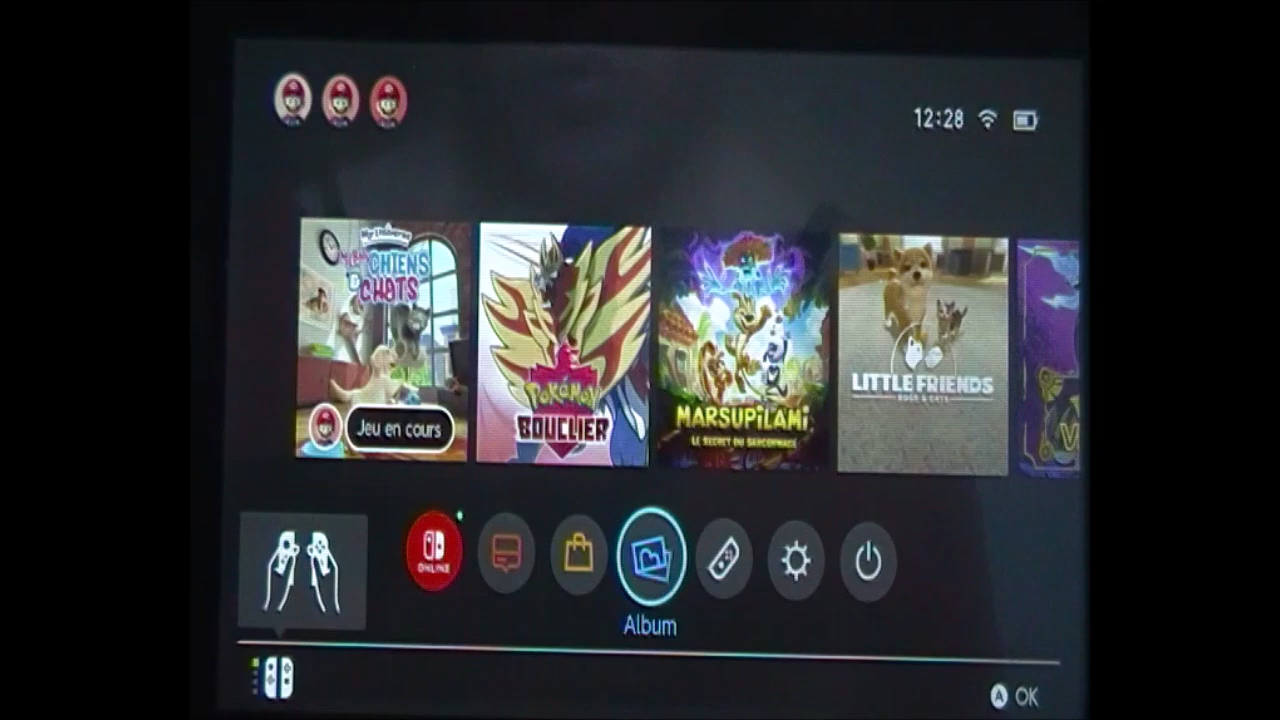 12:28
My Universe
CHIENS
CHATS
Jeu en cours
Pokémon
BOUCLIER
MARSUPILAMI
LE SECRET DU SARCOPHAGE
LITTLE FRIENDS
DOGS & CATS
V
ONLINE
Album
A OK